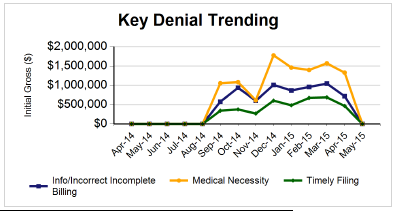 Key Denial Trending
Initial Gross ($)
$2,000,000
$1,500,000
$1,000,000
$500,000
$0
Apr-14
May-14
Jun-14
Jul-14
Aug-14
Sep-14
Oct-14
Nov-14
Dec-14
Jan-15
Feb-15
Mar-15
Apr-15
May-15
Info/Incorrect Incomplete
Billing
Medical Necessity
Timely Filing